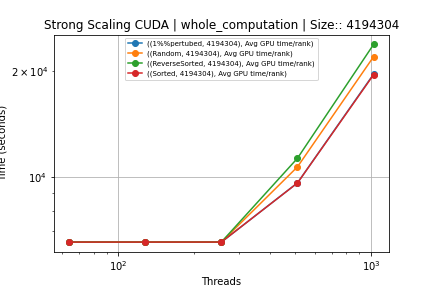 Strong Scaling CUDA | whole_computation | Size:: 4194304
((1%%pertubed, 4194304), Avg GPU time/rank)
((Random, 4194304), Avg GPU time/rank)
((ReverseSorted, 4194304), Avg GPU time/rank)
((Sorted, 4194304), Avg GPU time/rank)
2 × 10⁴
10⁴
Time (seconds)
10² 10³
Threads